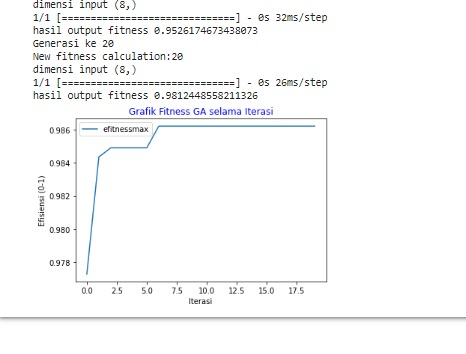 dimensi input (8,)
1/1 [==============================] - 0s 32ms/step
hasil output fitness 0.9526174673438073
Generasi ke 20
New fitness calculation:20
dimensi input (8,)
1/1 [==============================] - 0s 26ms/step
hasil output fitness 0.9812448558211326
Grafik Fitness GA selama Iterasi
efitnessmax
0.986
0.984
0.982
0.980
0.978
Efisiensi (0-1)
0.0 2.5 5.0 7.5 10.0 12.5 15.0 17.5
Iterasi